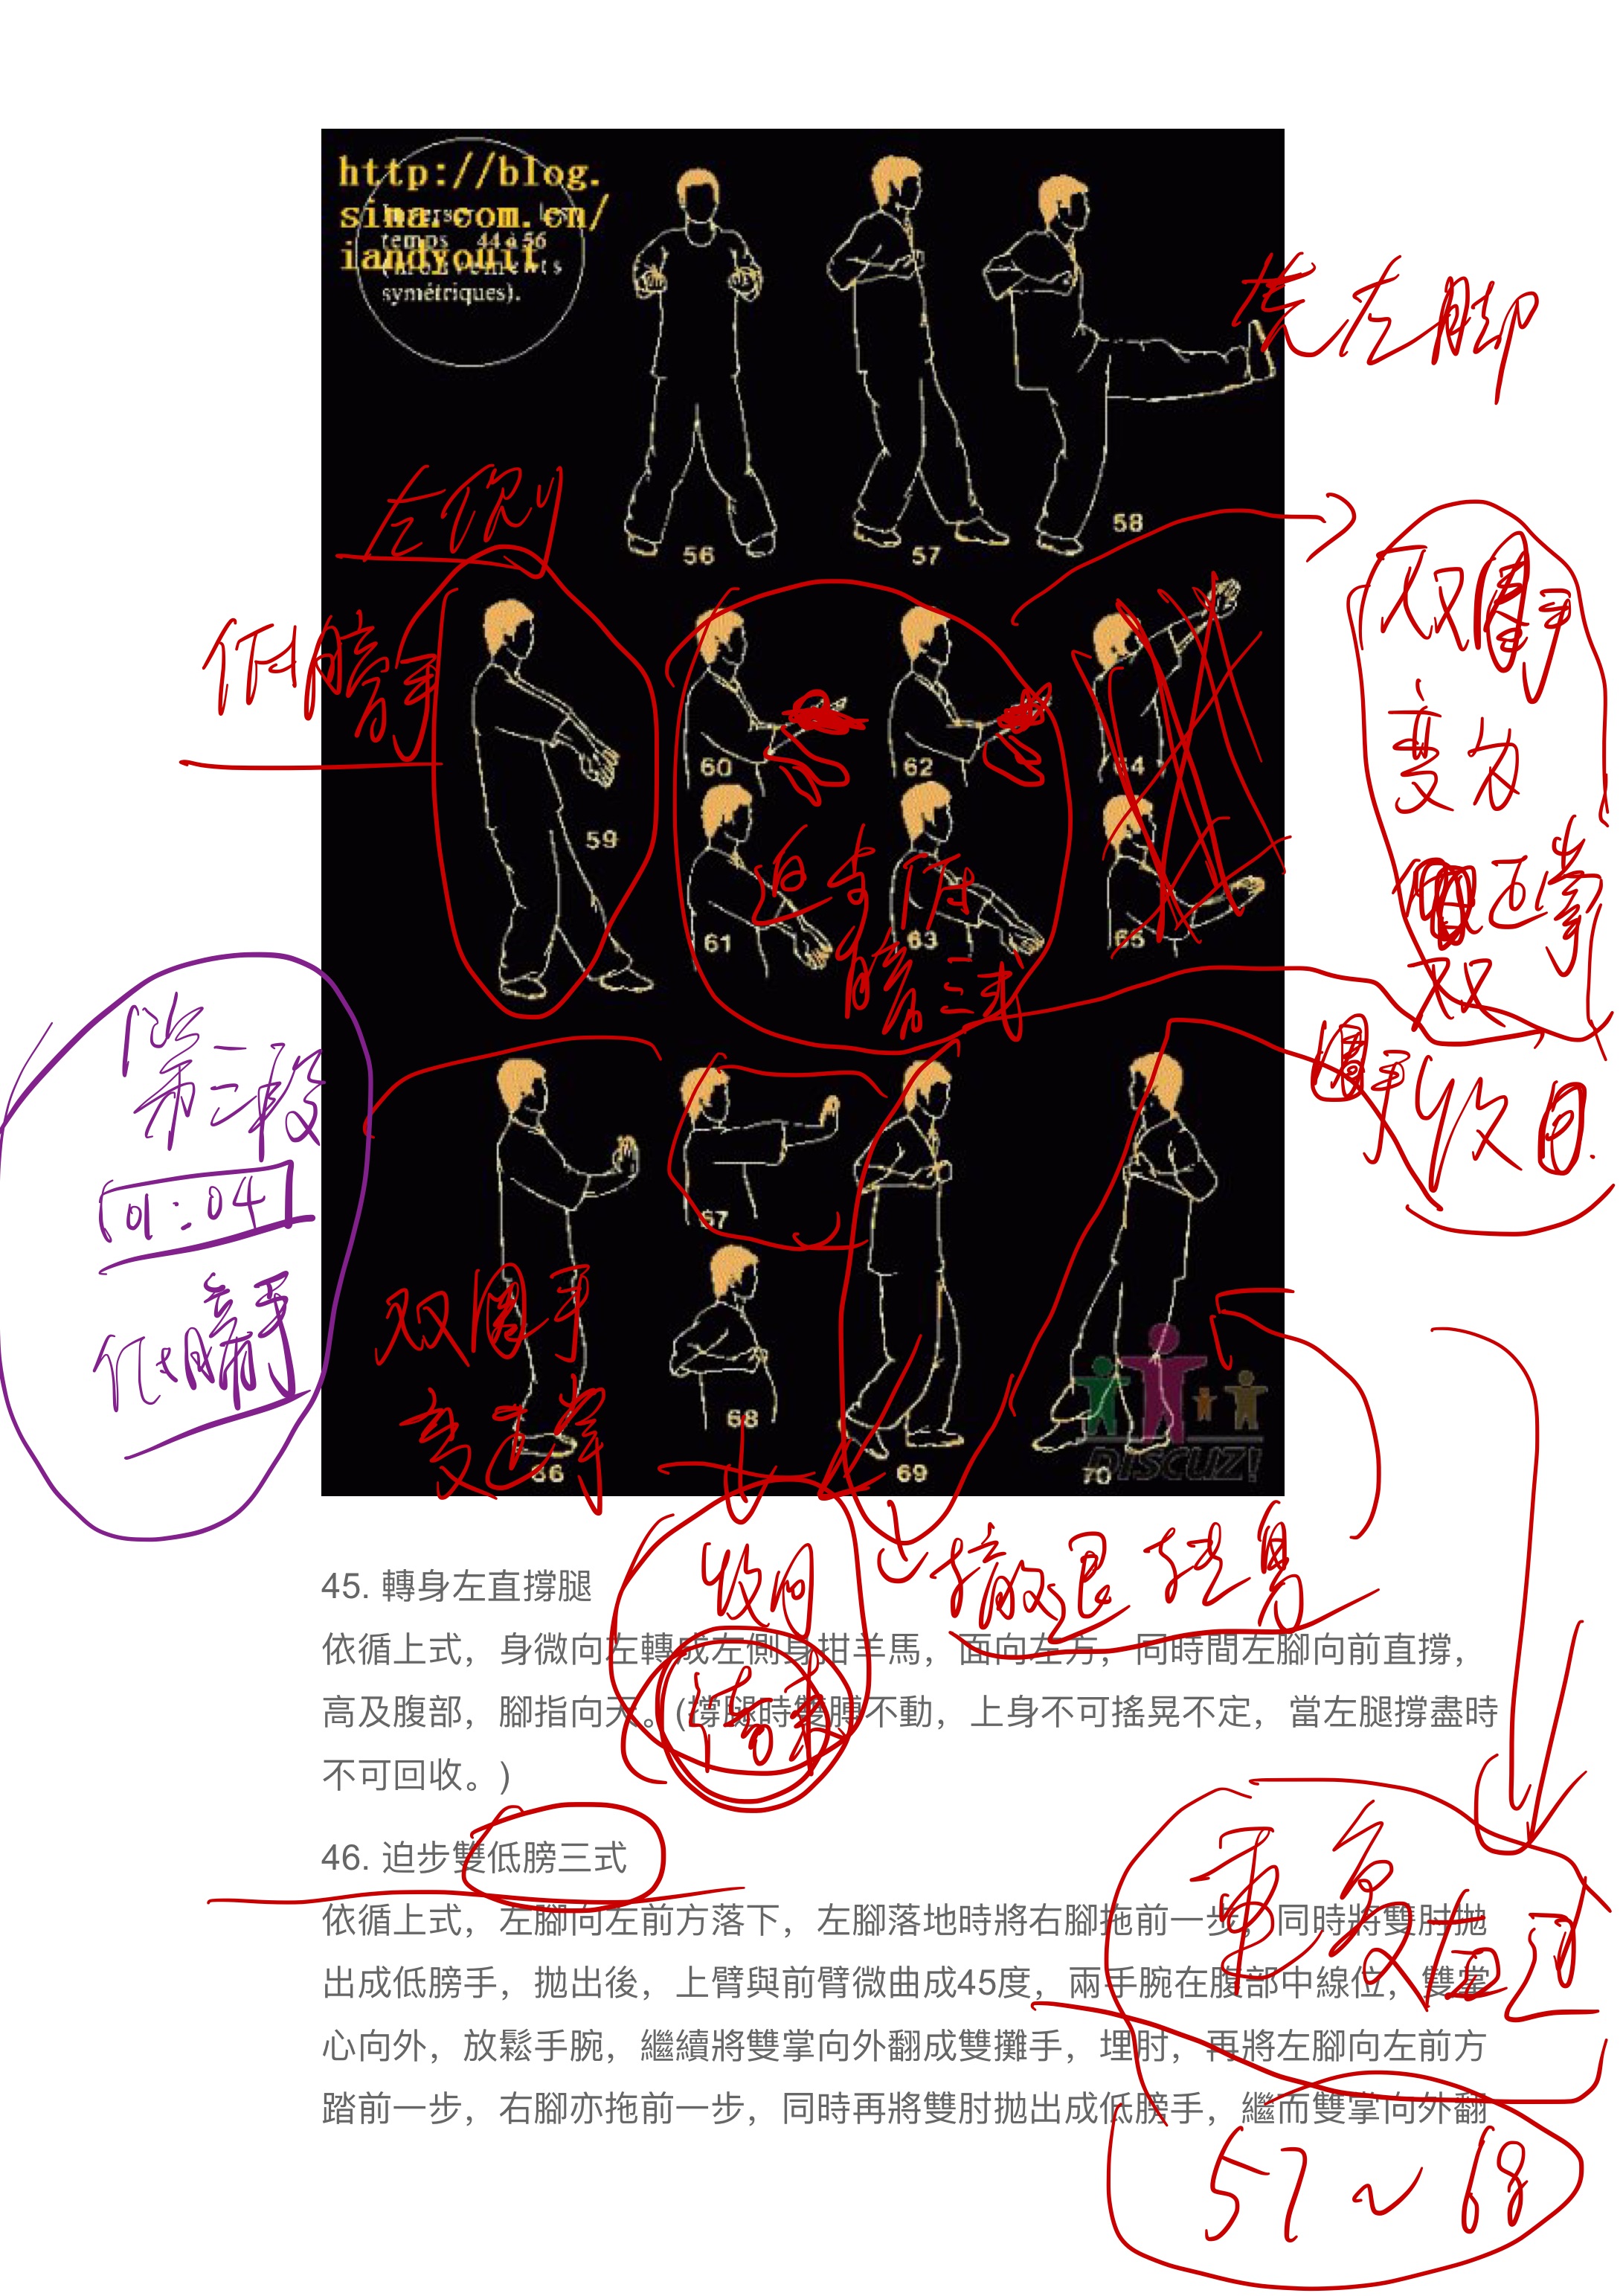 http://blog.
sina.com.cn/
iandyouit
temps 44 à 56
symétriques).
左脚
56
57
58
左側
低膀手
双
手
变为
正掌
双
59
60
62
64
61
63
65
迫步低
膀三式
第三段
01:04
低膀手
手收回
67
双圈手
变正掌
66
68
69
70
DISCUZ!
收回
撤退转身
45. 轉身左直撐腿
依循上式，身微向左轉成左側身拑羊馬，面向左方，同時間左腳向前直撐，
高及腹部，腳指向天。(撐腿時雙膊不動，上身不可搖晃不定，當左腿撐盡時
不可回收。)
46. 迫步雙低膀三式
重复右边
依循上式，左腳向左前方落下，左腳落地時將右腳拖前一步，同時將雙肘拋
出成低膀手，拋出後，上臂與前臂微曲成45度，兩手腕在腹部中線位，雙掌
心向外，放鬆手腕，繼續將雙掌向外翻成雙攤手，埋肘，再將左腳向左前方
踏前一步，右腳亦拖前一步，同時再將雙肘拋出成低膀手，繼而雙掌向外翻
57～68